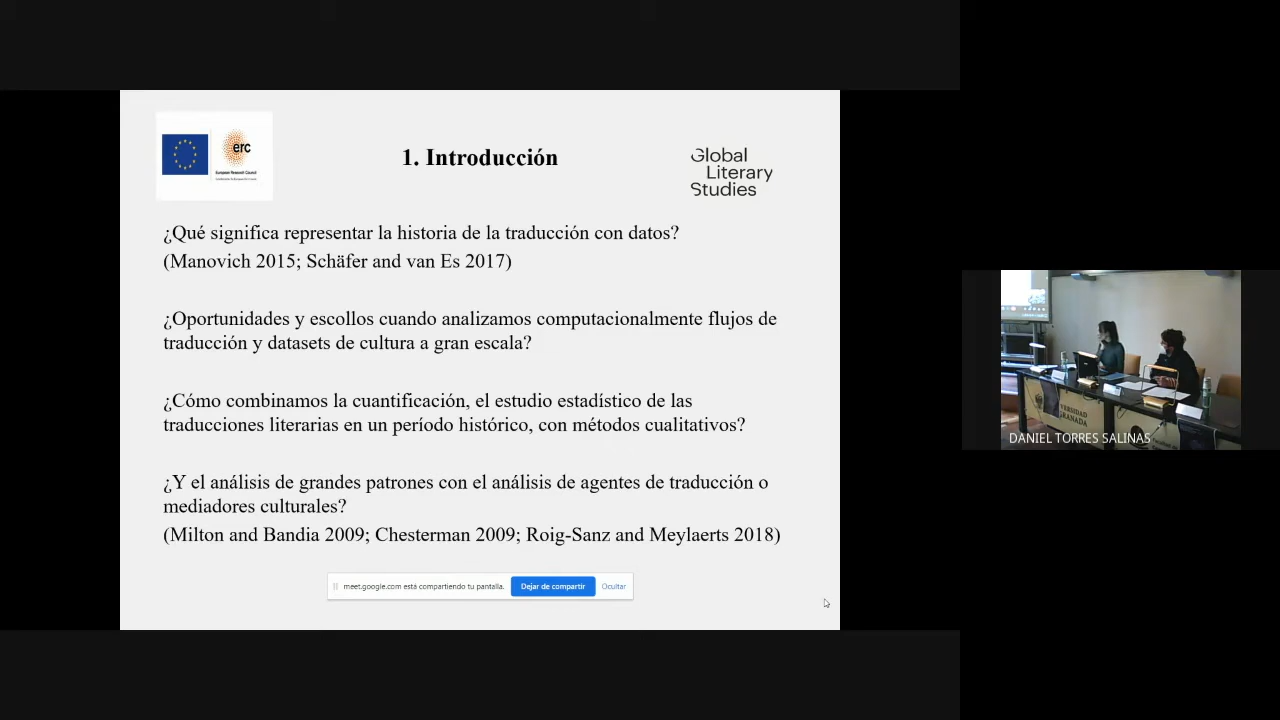 erc
European Research Council
1. Introducción
Global
Literary
Studies
¿Qué significa representar la historia de la traducción con datos?
(Manovich 2015; Schäfer and van Es 2017)
¿Oportunidades y escollos cuando analizamos computacionalmente flujos de
traducción y datasets de cultura a gran escala?
¿Cómo combinamos la cuantificación, el estudio estadístico de las
traducciones literarias en un período histórico, con métodos cualitativos?
¿Y el análisis de grandes patrones con el análisis de agentes de traducción o
mediadores culturales?
(Milton and Bandia 2009; Chesterman 2009; Roig-Sanz and Meylaerts 2018)
meet.google.com está compartiendo tu pantalla.
Dejar de compartir
Ocultar
DANIEL TORRES SALINAS